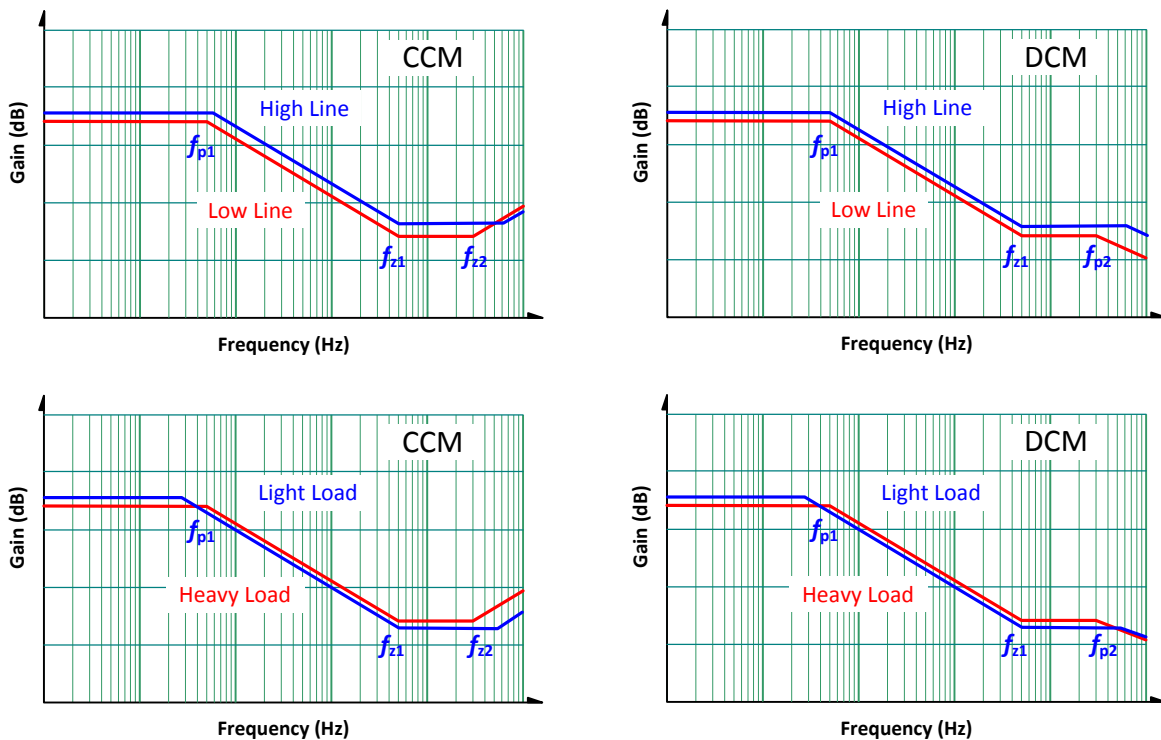 CCM
High Line
fp1
Low Line
fz1
fz2
Gain (dB)
Frequency (Hz)
DCM
High Line
fp1
Low Line
fz1
fp2
Gain (dB)
Frequency (Hz)
CCM
Light Load
fp1
Heavy Load
fz1
fz2
Gain (dB)
Frequency (Hz)
DCM
Light Load
fp1
Heavy Load
fz1
fp2
Gain (dB)
Frequency (Hz)